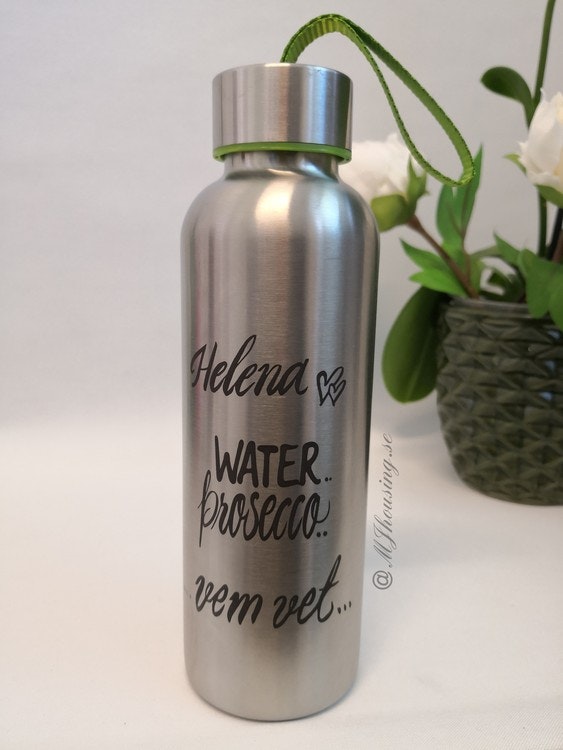 Helena
WATER..
prosecco..
... vem vet...
@MJhousing.se